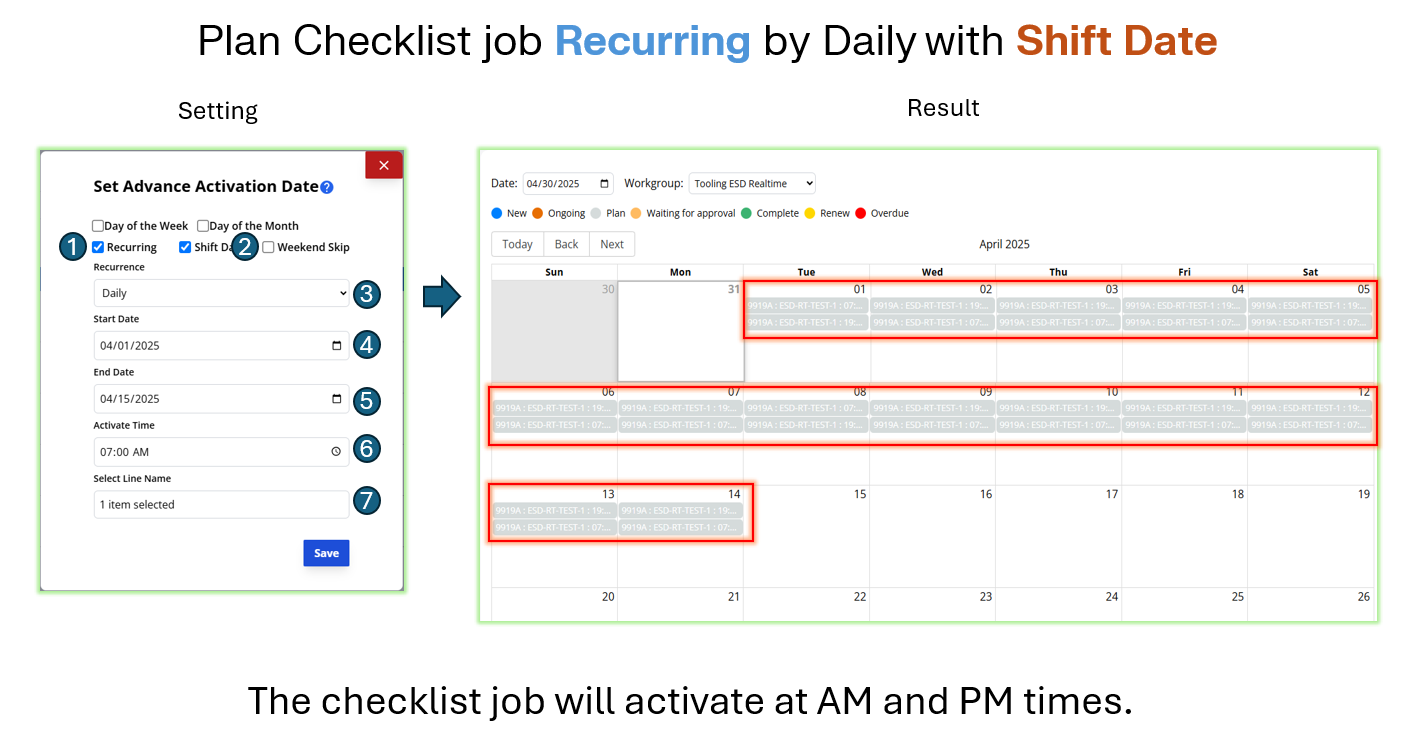 Plan Checklist job Recurring by Daily with Shift Date
Setting
Result
Set Advance Activation Date ?
Day of the Week Day of the Month
1 Recurring Shift Da 2 Weekend Skip
Recurrence
Daily 3
Start Date
04/01/2025 4
End Date
04/15/2025 5
Activate Time
07:00 AM 6
Select Line Name
1 item selected 7
Save
Date: 04/30/2025 Workgroup: Tooling ESD Realtime
New Ongoing Plan Waiting for approval Complete Renew Overdue
Today Back Next April 2025
Sun Mon Tue Wed Thu Fri Sat
30 31 01 02 03 04 05
9919A : ESD-RT-TEST-1 : 07:... 9919A : ESD-RT-TEST-1 : 19:... 9919A : ESD-RT-TEST-1 : 19:... 9919A : ESD-RT-TEST-1 : 19:... 9919A : ESD-RT-TEST-1 : 19:...
9919A : ESD-RT-TEST-1 : 19:... 9919A : ESD-RT-TEST-1 : 07:... 9919A : ESD-RT-TEST-1 : 07:... 9919A : ESD-RT-TEST-1 : 07:... 9919A : ESD-RT-TEST-1 : 07:...
06 07 08 09 10 11 12
9919A : ESD-RT-TEST-1 : 19:... 9919A : ESD-RT-TEST-1 : 19:... 9919A : ESD-RT-TEST-1 : 07:... 9919A : ESD-RT-TEST-1 : 19:... 9919A : ESD-RT-TEST-1 : 19:... 9919A : ESD-RT-TEST-1 : 19:... 9919A : ESD-RT-TEST-1 : 19:...
9919A : ESD-RT-TEST-1 : 07:... 9919A : ESD-RT-TEST-1 : 07:... 9919A : ESD-RT-TEST-1 : 19:... 9919A : ESD-RT-TEST-1 : 07:... 9919A : ESD-RT-TEST-1 : 07:... 9919A : ESD-RT-TEST-1 : 07:... 9919A : ESD-RT-TEST-1 : 07:...
13 14 15 16 17 18 19
9919A : ESD-RT-TEST-1 : 19:... 9919A : ESD-RT-TEST-1 : 19:...
9919A : ESD-RT-TEST-1 : 07:... 9919A : ESD-RT-TEST-1 : 07:...
20 21 22 23 24 25 26
The checklist job will activate at AM and PM times.